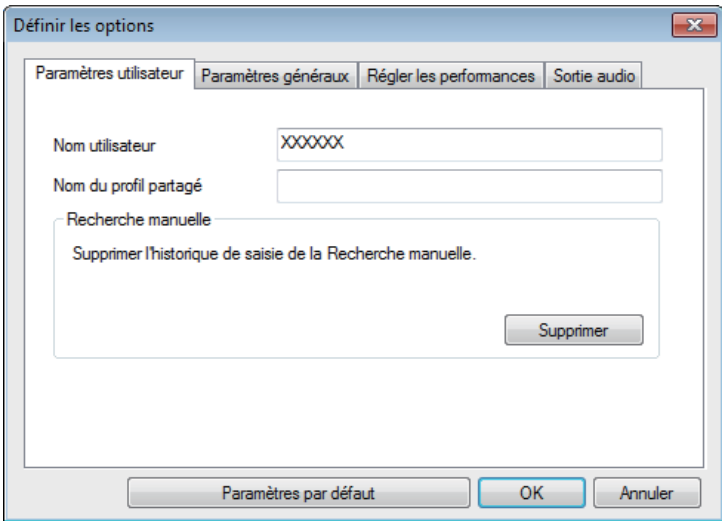 Définir les options
Paramètres utilisateur Paramètres généraux Régler les performances Sortie audio
Nom utilisateur XXXXXX
Nom du profil partagé
Recherche manuelle
Supprimer l'historique de saisie de la Recherche manuelle.
Supprimer
Paramètres par défaut OK Annuler